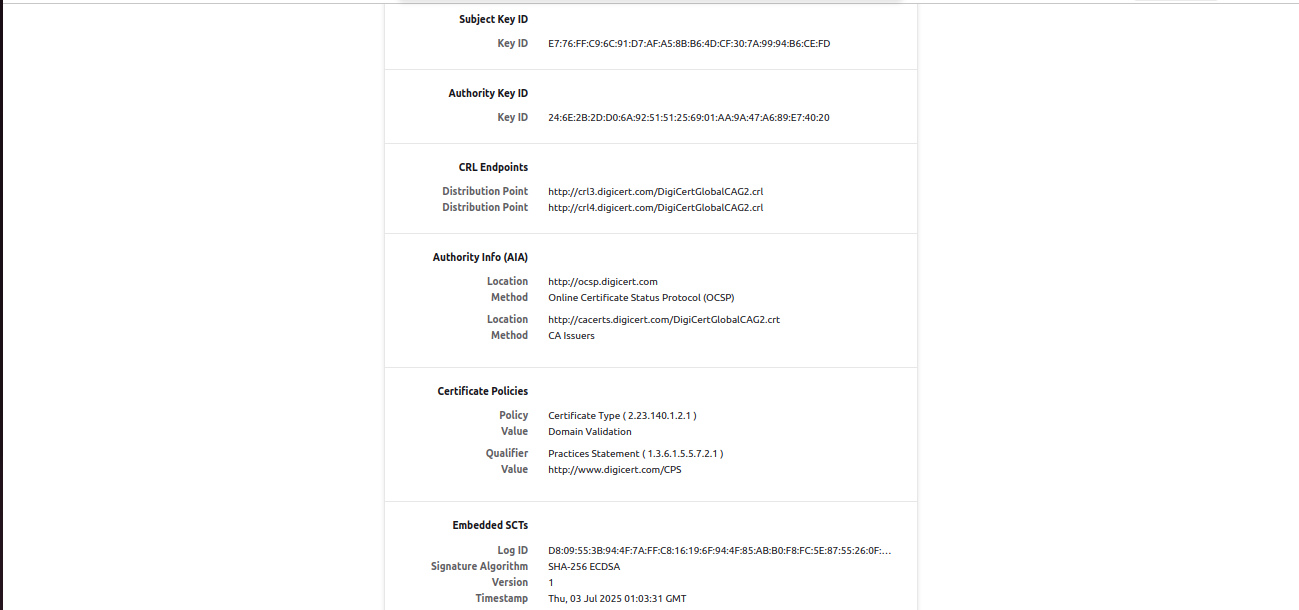 Subject Key ID
Key ID E7:76:FF:C9:6C:91:D7:AF:A5:8B:B6:4D:CF:30:7A:99:94:B6:CE:FD
Authority Key ID
Key ID 24:6E:2B:2D:D0:6A:92:51:51:25:69:01:AA:9A:47:A6:89:E7:40:20
CRL Endpoints
Distribution Point http://crl3.digicert.com/DigiCertGlobalCAG2.crl
Distribution Point http://crl4.digicert.com/DigiCertGlobalCAG2.crl
Authority Info (AIA)
Location http://ocsp.digicert.com
Method Online Certificate Status Protocol (OCSP)
Location http://cacerts.digicert.com/DigiCertGlobalCAG2.crt
Method CA Issuers
Certificate Policies
Policy Certificate Type ( 2.23.140.1.2.1 )
Value Domain Validation
Qualifier Practices Statement ( 1.3.6.1.5.5.7.2.1 )
Value http://www.digicert.com/CPS
Embedded SCTs
Log ID D8:09:55:3B:94:4F:7A:FF:C8:16:19:6F:94:4F:85:AB:B0:F8:FC:5E:87:55:26:0F:…
Signature Algorithm SHA-256 ECDSA
Version 1
Timestamp Thu, 03 Jul 2025 01:03:31 GMT